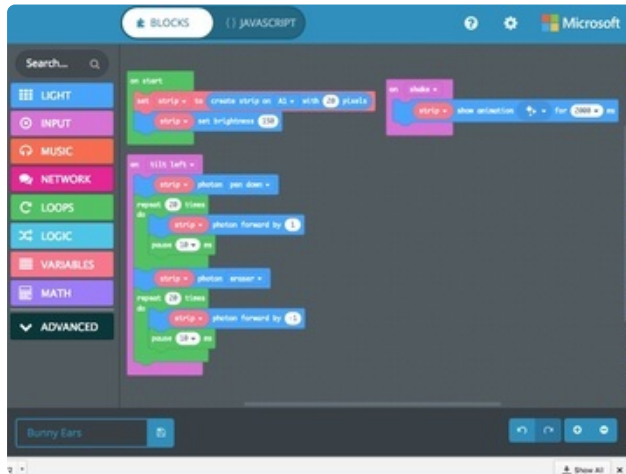 BLOCKS
{} JAVASCRIPT
Microsoft
Search...
LIGHT
INPUT
MUSIC
NETWORK
LOOPS
LOGIC
VARIABLES
MATH
ADVANCED
on start
set strip to create strip on A1 with 20 pixels
strip set brightness 150
on tilt left
strip photon pen down
repeat 20 times
do
strip photon forward by 1
pause 10 ms
strip photon eraser
repeat 20 times
do
strip photon forward by -1
pause 10 ms
on shake
strip show animation for 2000 ms
Bunny Ears
Show All